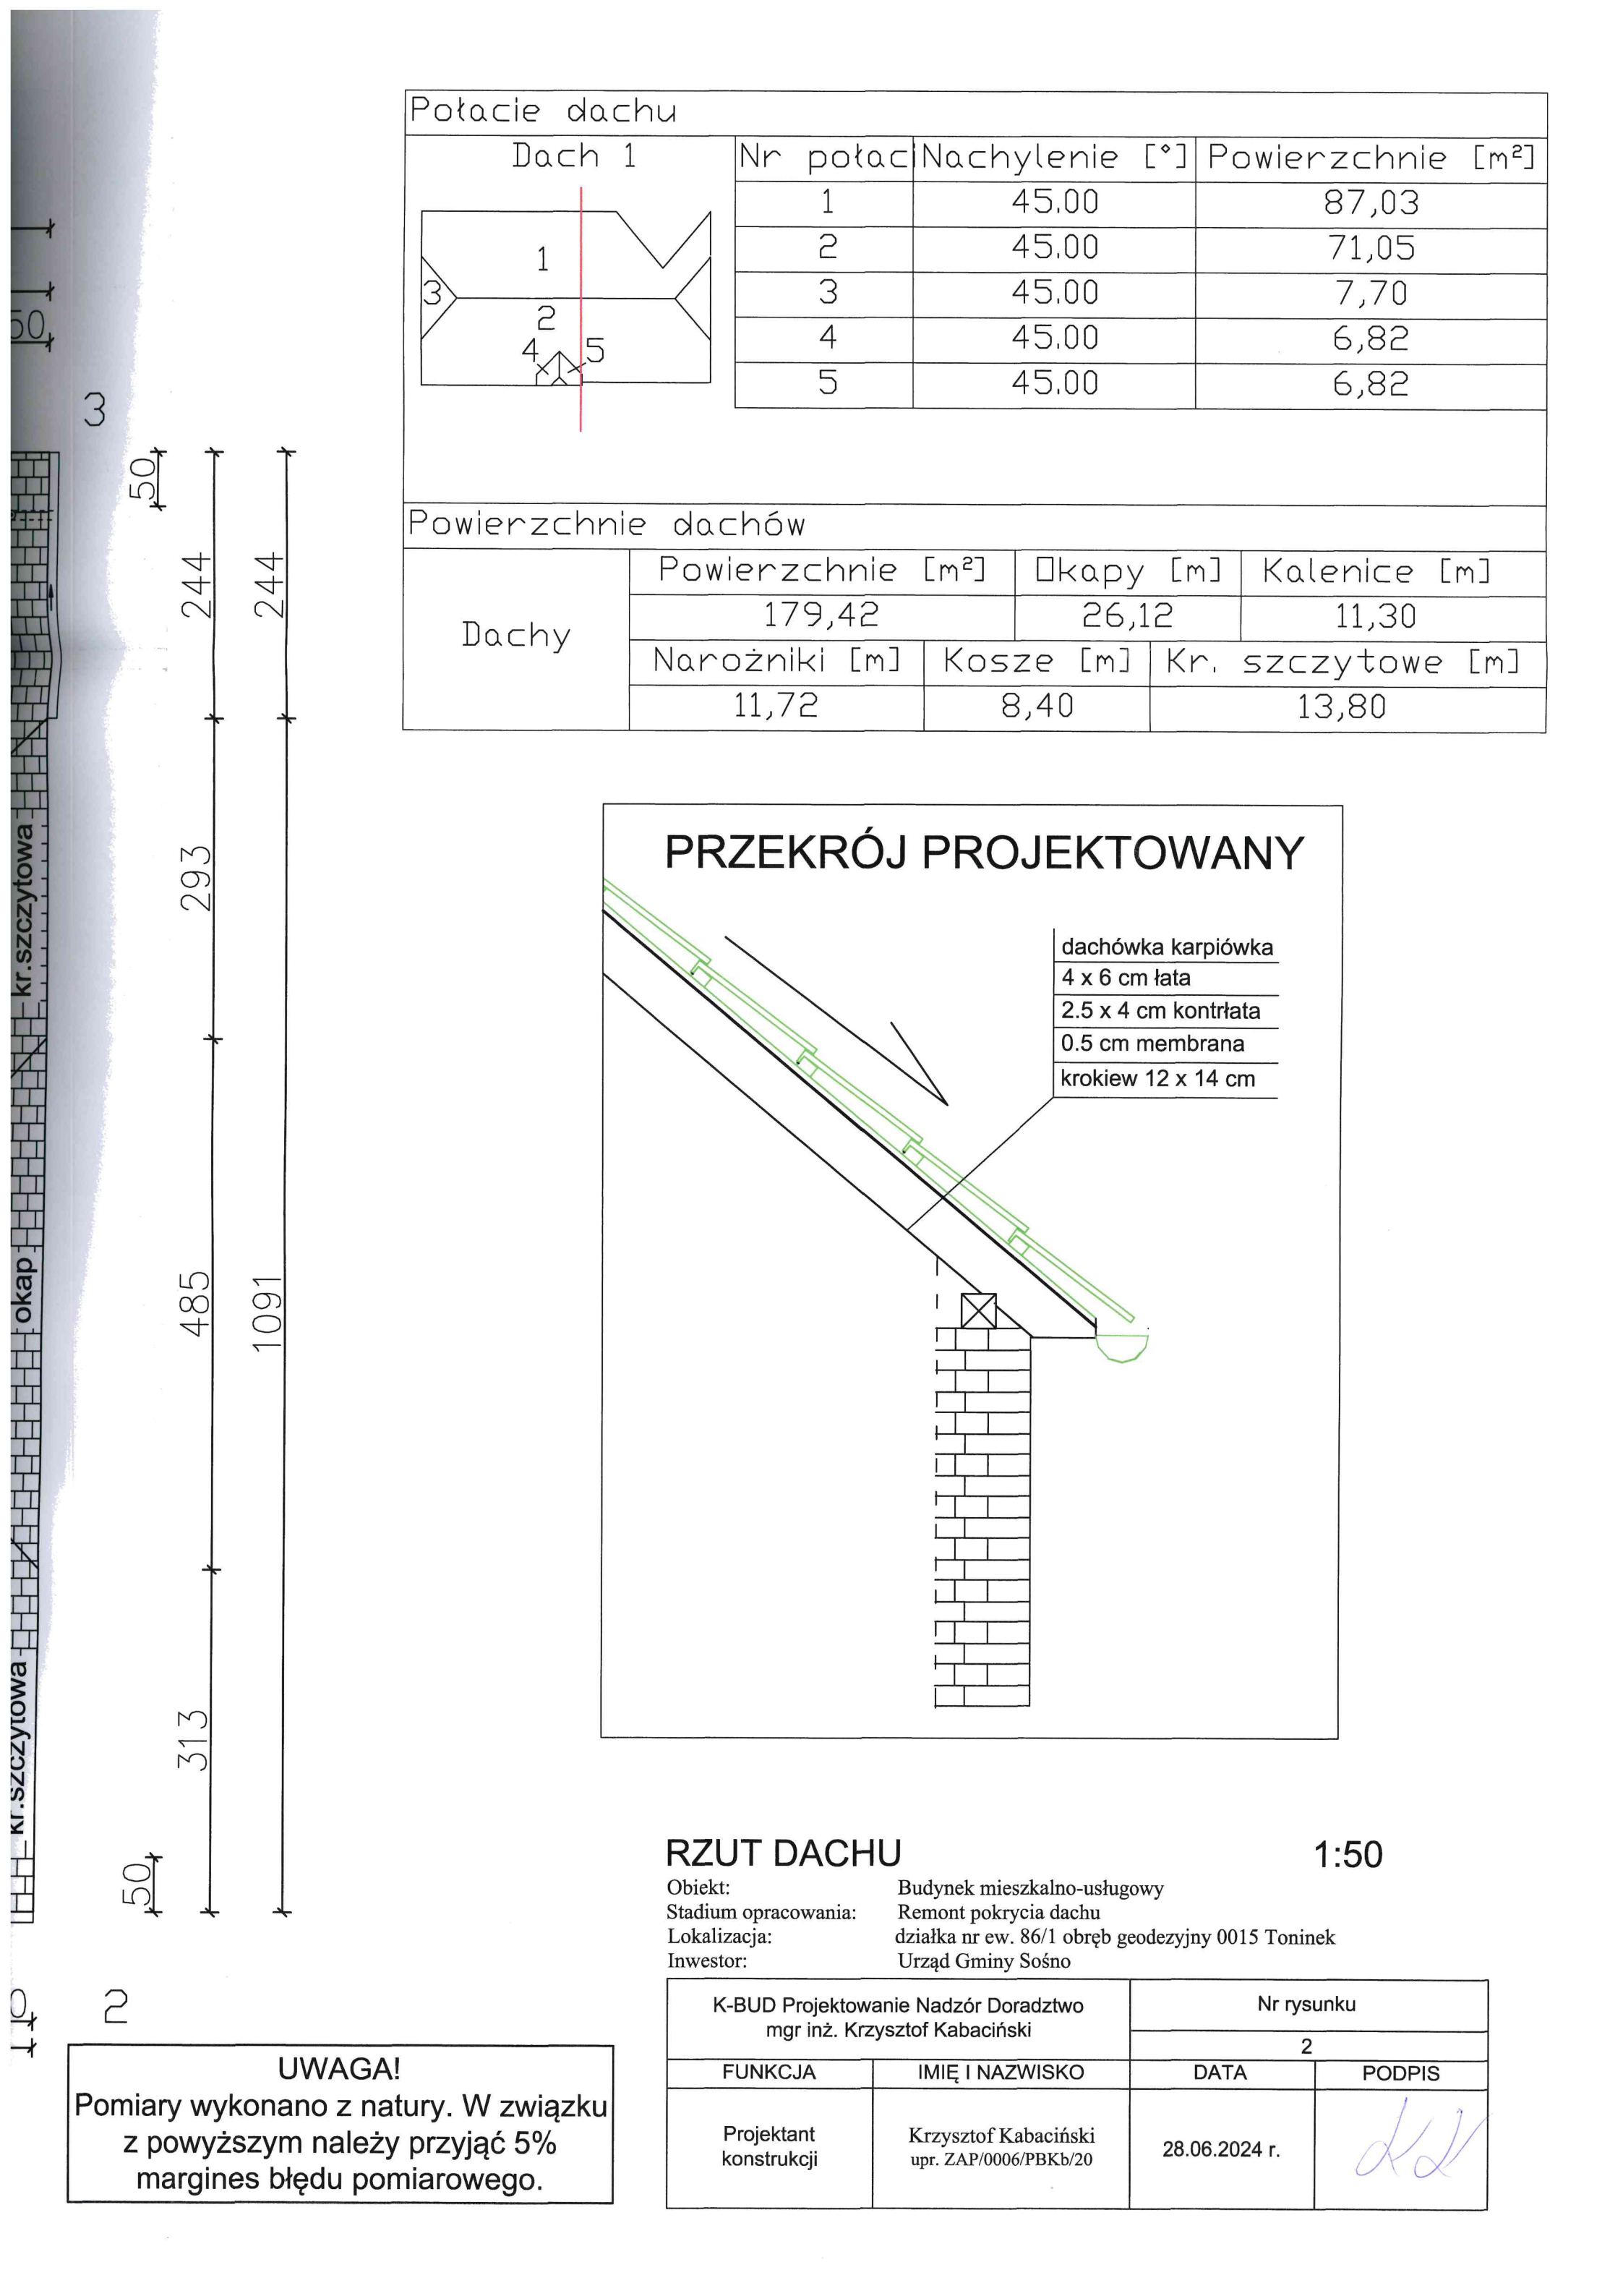 Połacie dachu
Dach 1
Nr połac Nachylenie [°] Powierzchnie [m²]
1 45.00 87,03
2 45.00 71,05
3 45.00 7,70
4 45.00 6,82
5 45.00 6,82
1
3
2
4 5
Powierzchnie dachów
Dachy
Powierzchnie [m²] Okapy [m] Kalenice [m]
179,42 26,12 11,30
Narożniki [m] Kosze [m] Kr. szczytowe [m]
11,72 8,40 13,80
50
3
50
244
244
kr.szczytowa
293
okap
485
1091
kr.szczytowa
313
50
0
2
PRZEKRÓJ PROJEKTOWANY
dachówka karpiówka
4 x 6 cm łata
2.5 x 4 cm kontrłata
0.5 cm membrana
krokiew 12 x 14 cm
UWAGA!
Pomiary wykonano z natury. W związku
z powyższym należy przyjąć 5%
margines błędu pomiarowego.
RZUT DACHU 1:50
Obiekt: Budynek mieszkalno-usługowy
Stadium opracowania: Remont pokrycia dachu
Lokalizacja: działka nr ew. 86/1 obręb geodezyjny 0015 Toninek
Inwestor: Urząd Gminy Sośno
K-BUD Projektowanie Nadzór Doradztwo
mgr inż. Krzysztof Kabaciński
Nr rysunku
2
FUNKCJA IMIĘ I NAZWISKO DATA PODPIS
Projektant
konstrukcji
Krzysztof Kabaciński
upr. ZAP/0006/PBKb/20
28.06.2024 r.